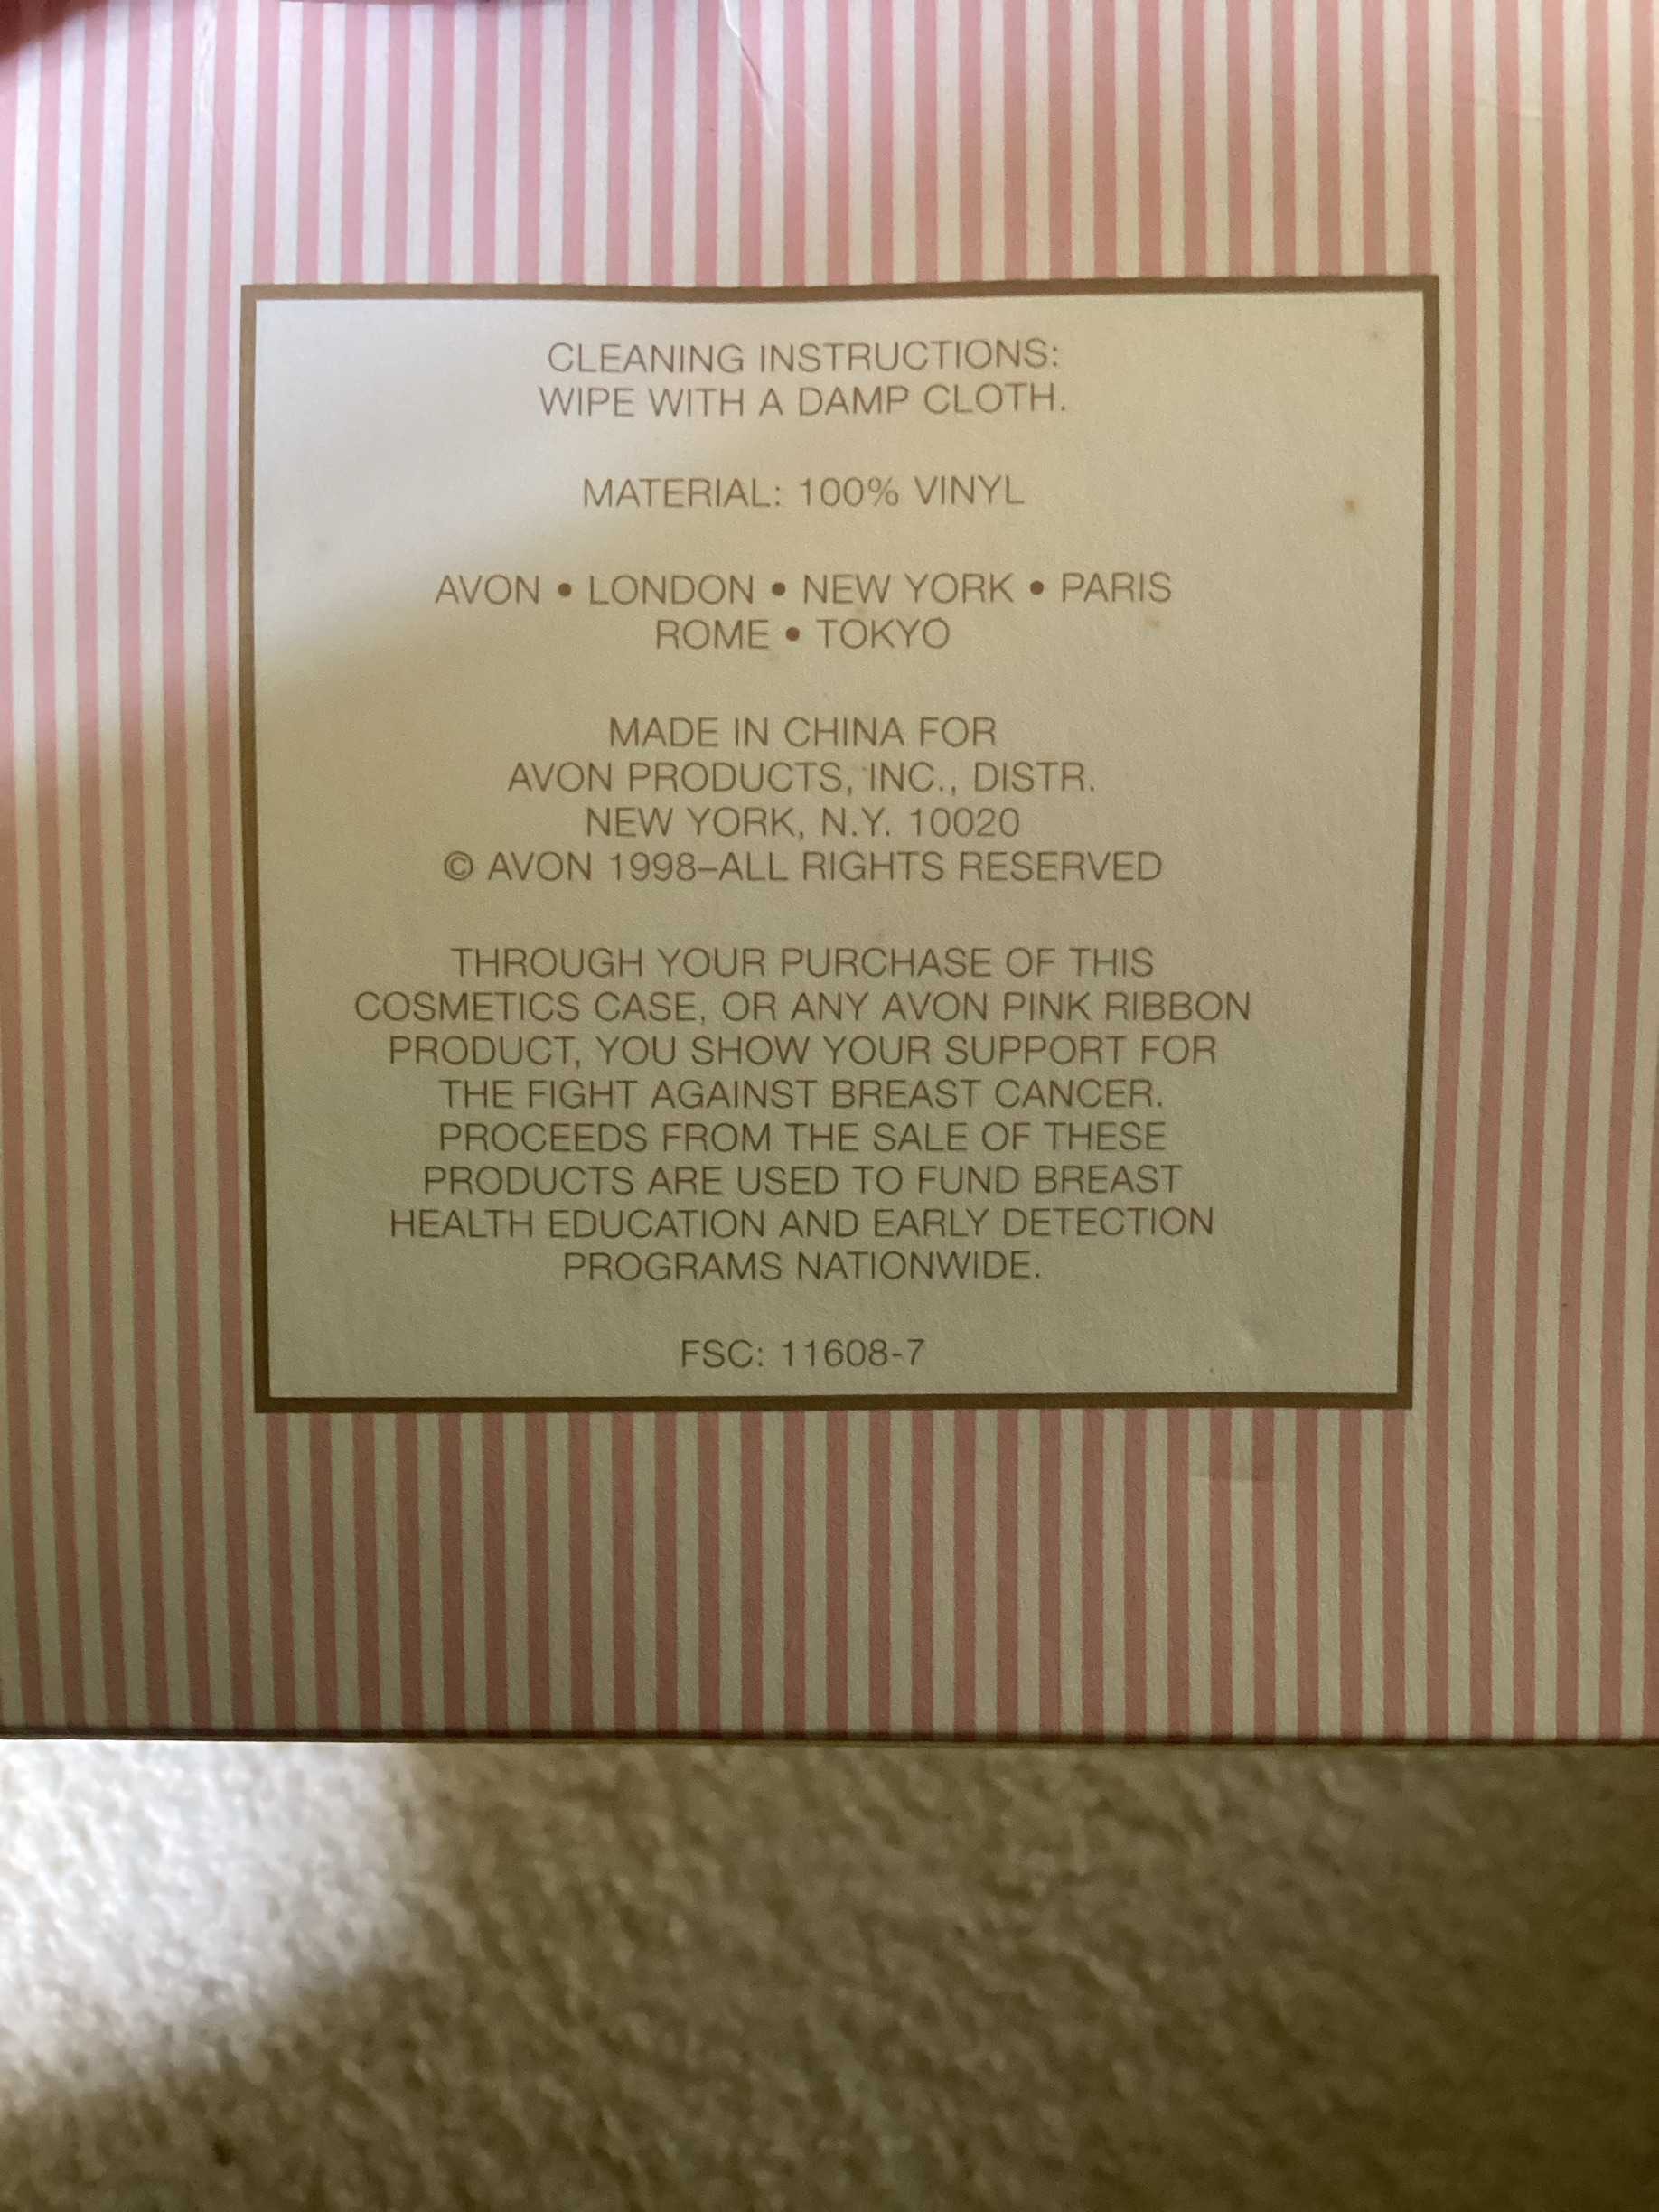 CLEANING INSTRUCTIONS:
WIPE WITH A DAMP CLOTH.
MATERIAL: 100% VINYL
AVON • LONDON • NEW YORK • PARIS
ROME • TOKYO
MADE IN CHINA FOR
AVON PRODUCTS, INC., DISTR.
NEW YORK, N.Y. 10020
© AVON 1998–ALL RIGHTS RESERVED
THROUGH YOUR PURCHASE OF THIS
COSMETICS CASE, OR ANY AVON PINK RIBBON
PRODUCT, YOU SHOW YOUR SUPPORT FOR
THE FIGHT AGAINST BREAST CANCER.
PROCEEDS FROM THE SALE OF THESE
PRODUCTS ARE USED TO FUND BREAST
HEALTH EDUCATION AND EARLY DETECTION
PROGRAMS NATIONWIDE.
FSC: 11608-7